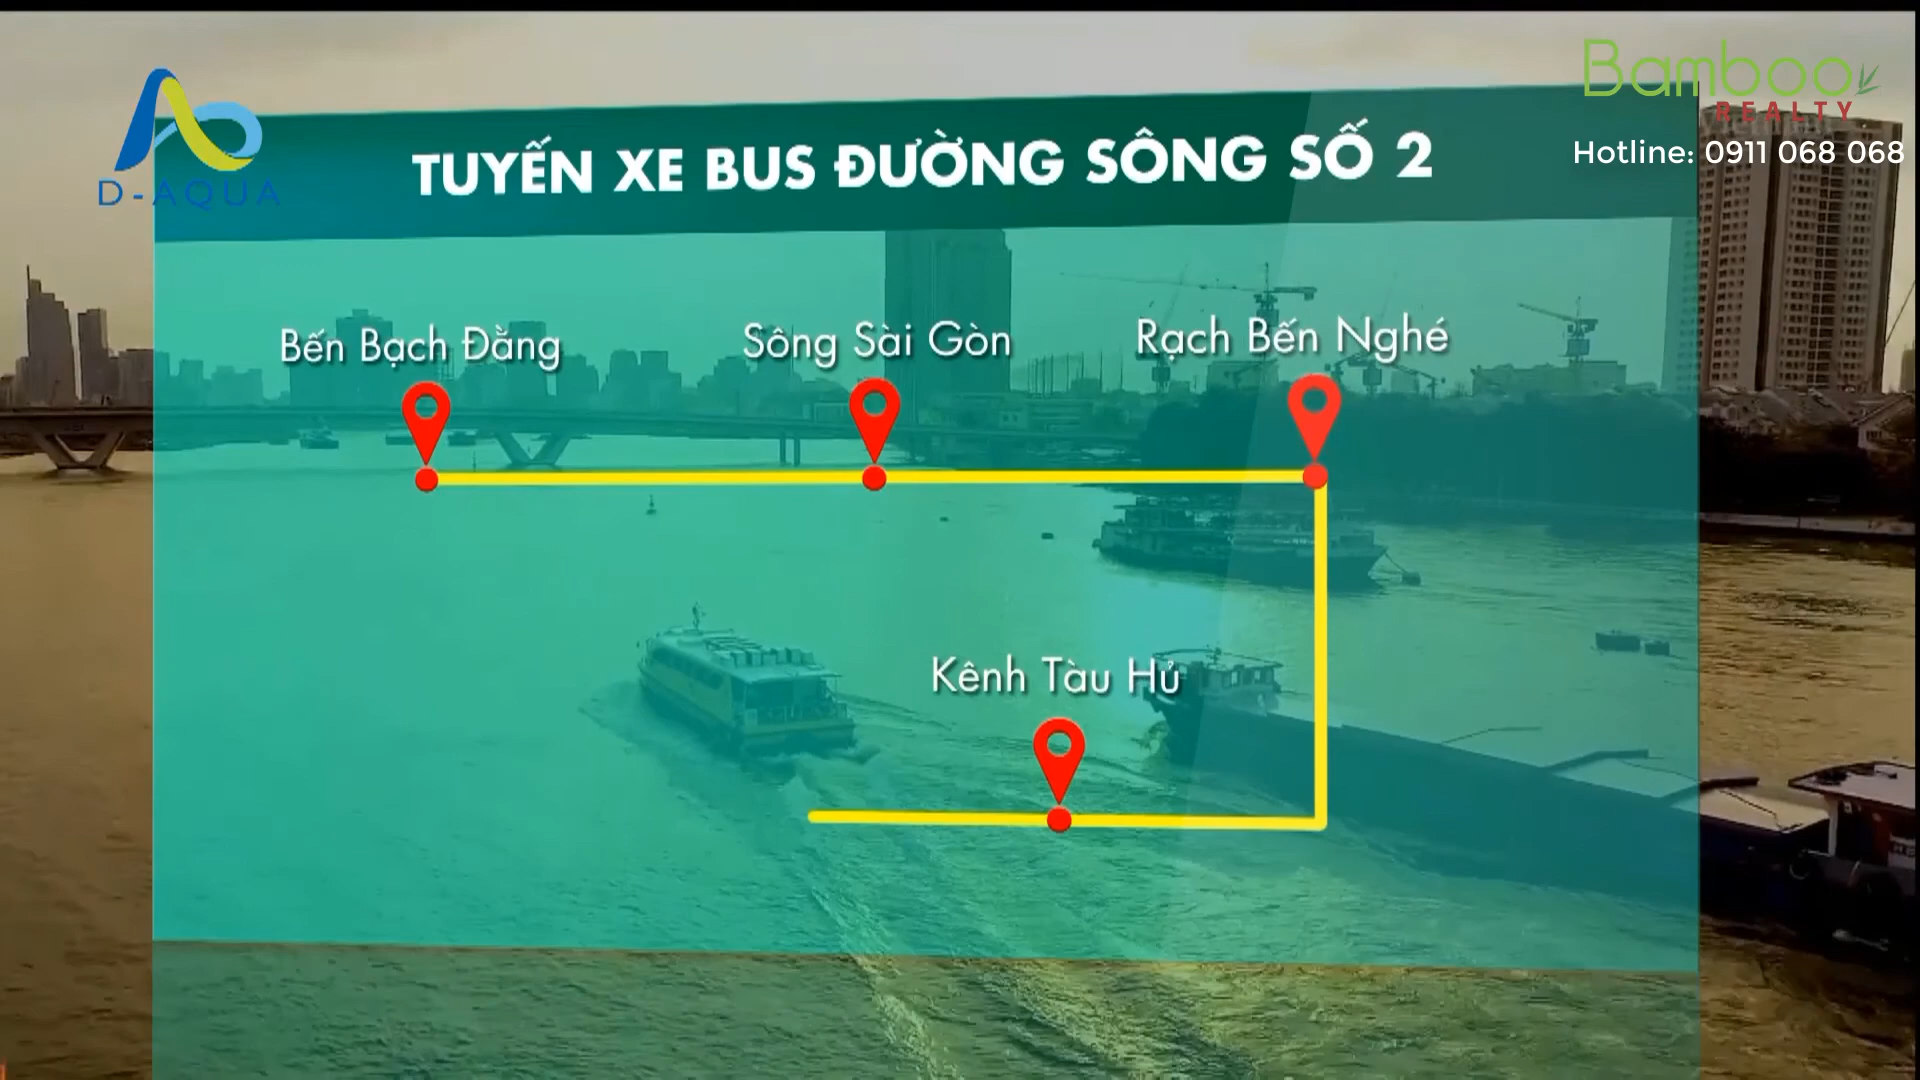 D-AQUA
Bamboo
REALTY
Hotline: 0911 068 068
TUYẾN XE BUS ĐƯỜNG SÔNG SỐ 2
Bến Bạch Đằng
Sông Sài Gòn
Rạch Bến Nghé
Kênh Tàu Hủ